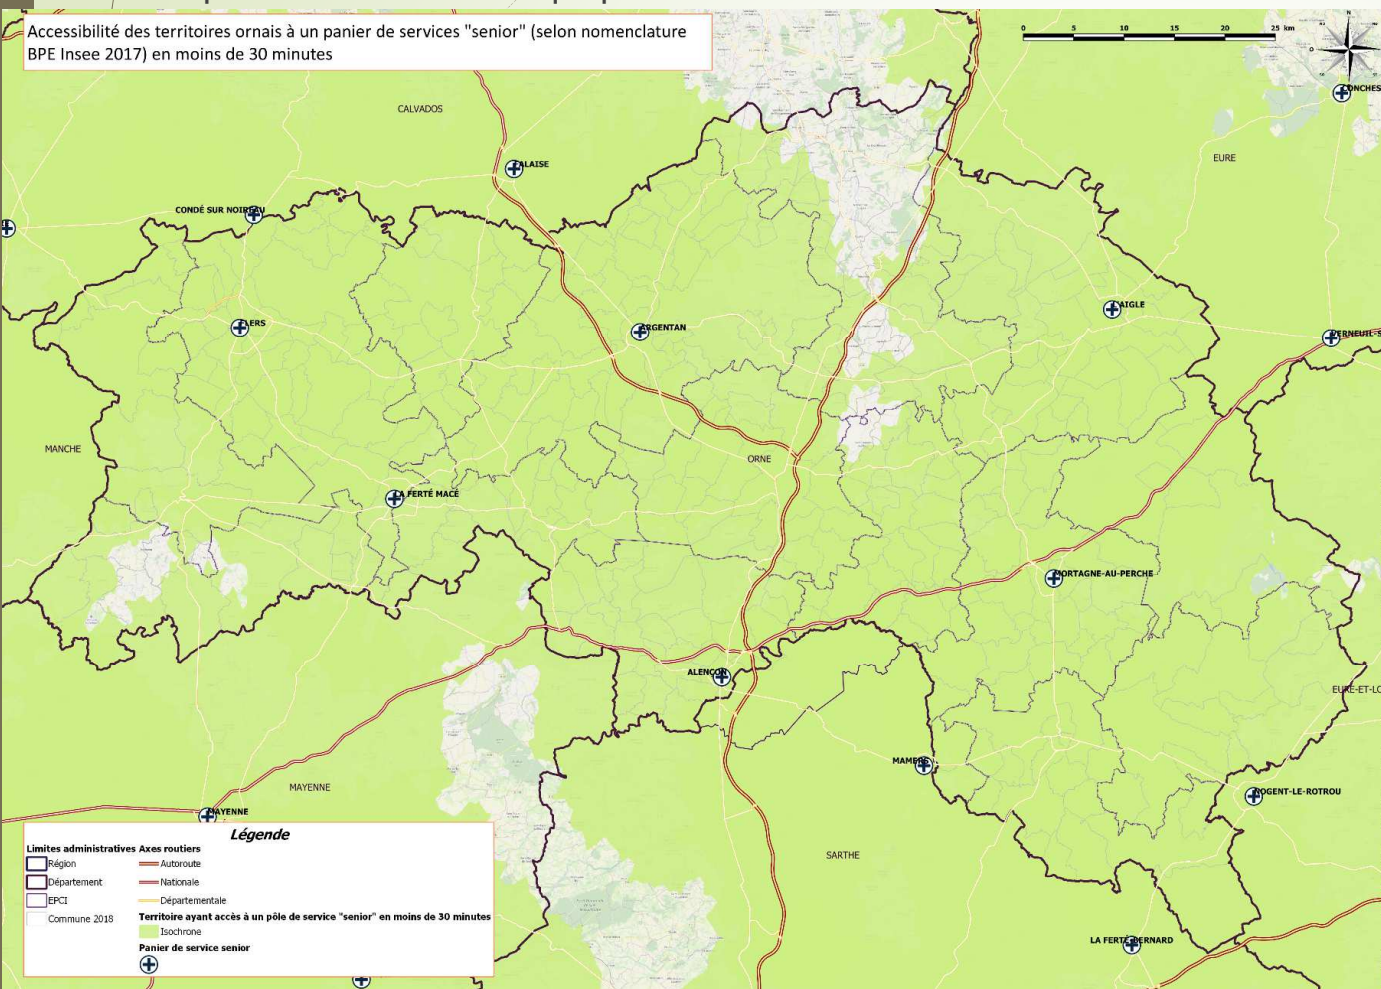 Accessibilité des territoires ornais à un panier de services "senior" (selon nomenclature
BPE Insee 2017) en moins de 30 minutes
0 5 10 15 20 25 km
N
CONCHES
CALVADOS
EURE
FALAISE
CONDÉ SUR NOIREAU
FLERS
ARGENTAN
L'AIGLE
VERNEUIL-S
MANCHE
ORNE
LA FERTÉ MACÉ
MORTAGNE-AU-PERCHE
ALENÇON
EURE-ET-LO
MAMERS
MAYENNE
NOGENT-LE-ROTROU
MAYENNE
SARTHE
LA FERTÉ-BERNARD
Légende
Limites administratives
Région
Département
EPCI
Commune 2018
Axes routiers
Autoroute
Nationale
Départementale
Territoire ayant accès à un pôle de service "senior" en moins de 30 minutes
Isochrone
Panier de service senior